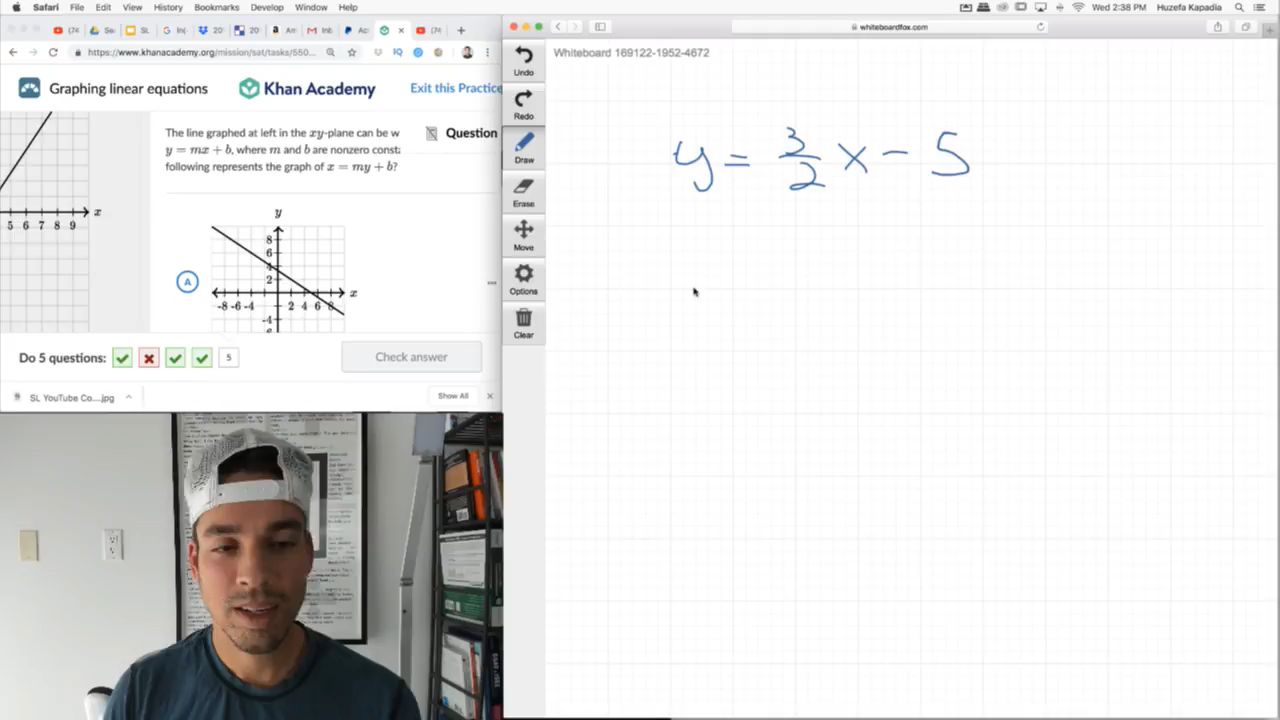 Safari File Edit View History Bookmarks Develop Window Help Wed 2:38 PM Huzefa Kapadia
https://www.khanacademy.org/mission/sat/tasks/550...
whiteboardfox.com
Whiteboard 169122-1952-4672
Graphing linear equations Khan Academy Exit this Practice
The line graphed at left in the xy-plane can be w
y = mx + b, where m and b are nonzero const
following represents the graph of x = my + b?
Question
x
5 6 7 8 9
y
8
6
4
2
A
x
-8 -6 -4 2 4 6 8
-4
Do 5 questions: 5 Check answer
SL YouTube Co....jpg Show All
Undo
Redo
Draw
Erase
Move
Options
Clear
y = 3/2 x - 5